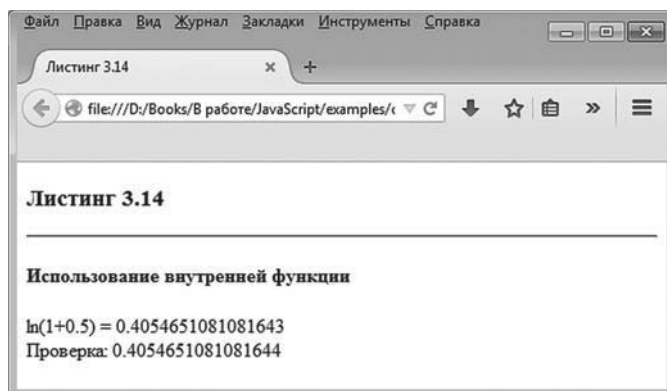 Файл Правка Вид Журнал Закладки Инструменты Справка
Листинг 3.14
file:///D:/Books/В работе/JavaScript/examples/c
Листинг 3.14
Использование внутренней функции
ln(1+0.5) = 0.4054651081081643
Проверка: 0.4054651081081644